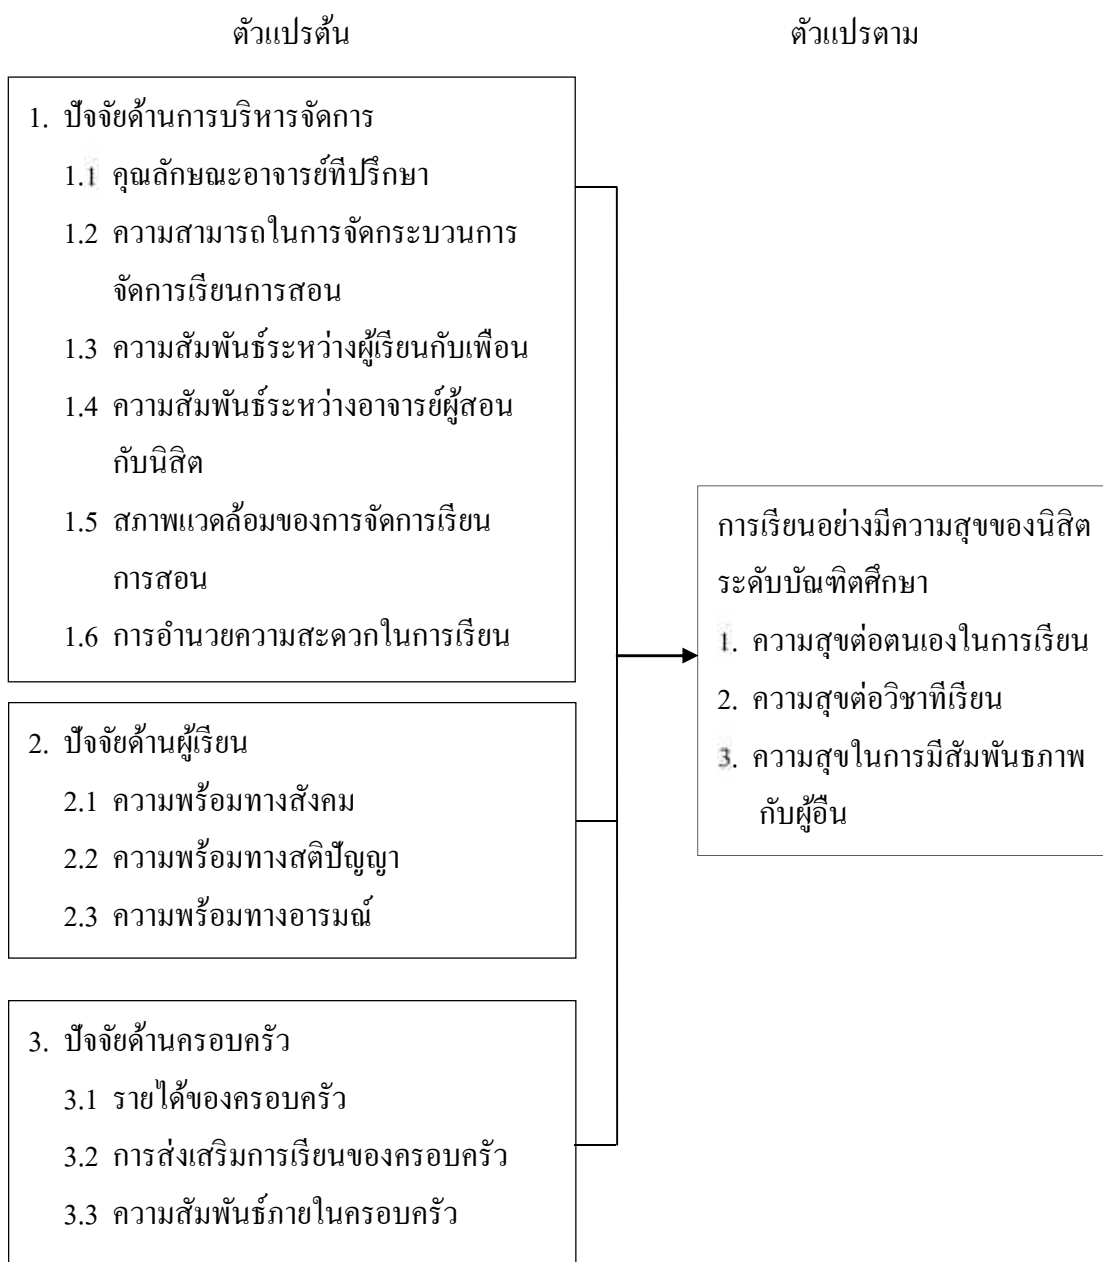 ตัวแปรต้น
ตัวแปรตาม
1. ปัจจัยด้านการบริหารจัดการ
1.1 คุณลักษณะอาจารย์ทีปรึกษา
1.2 ความสามารถในการจัดกระบวนการ
จัดการเรียนการสอน
1.3 ความสัมพันธ์ระหว่างผู้เรียนกับเพือน
1.4 ความสัมพันธ์ระหว่างอาจารย์ผู้สอน
กับนิสิต
1.5 สภาพแวดล้อมของการจัดการเรียน
การสอน
1.6 การอำนวยความสะดวกในการเรียน
2. ปัจจัยด้านผู้เรียน
2.1 ความพร้อมทางสังคม
2.2 ความพร้อมทางสติปัญญา
2.3 ความพร้อมทางอารมณ์
3. ปัจจัยด้านครอบครัว
3.1 รายได้ของครอบครัว
3.2 การส่งเสริมการเรียนของครอบครัว
3.3 ความสัมพันธ์ภายในครอบครัว
การเรียนอย่างมีความสุขของนิสิต
ระดับบัณฑิตศึกษา
1. ความสุขต่อตนเองในการเรียน
2. ความสุขต่อวิชาทีเรียน
3. ความสุขในการมีสัมพันธภาพ
กับผู้อืน